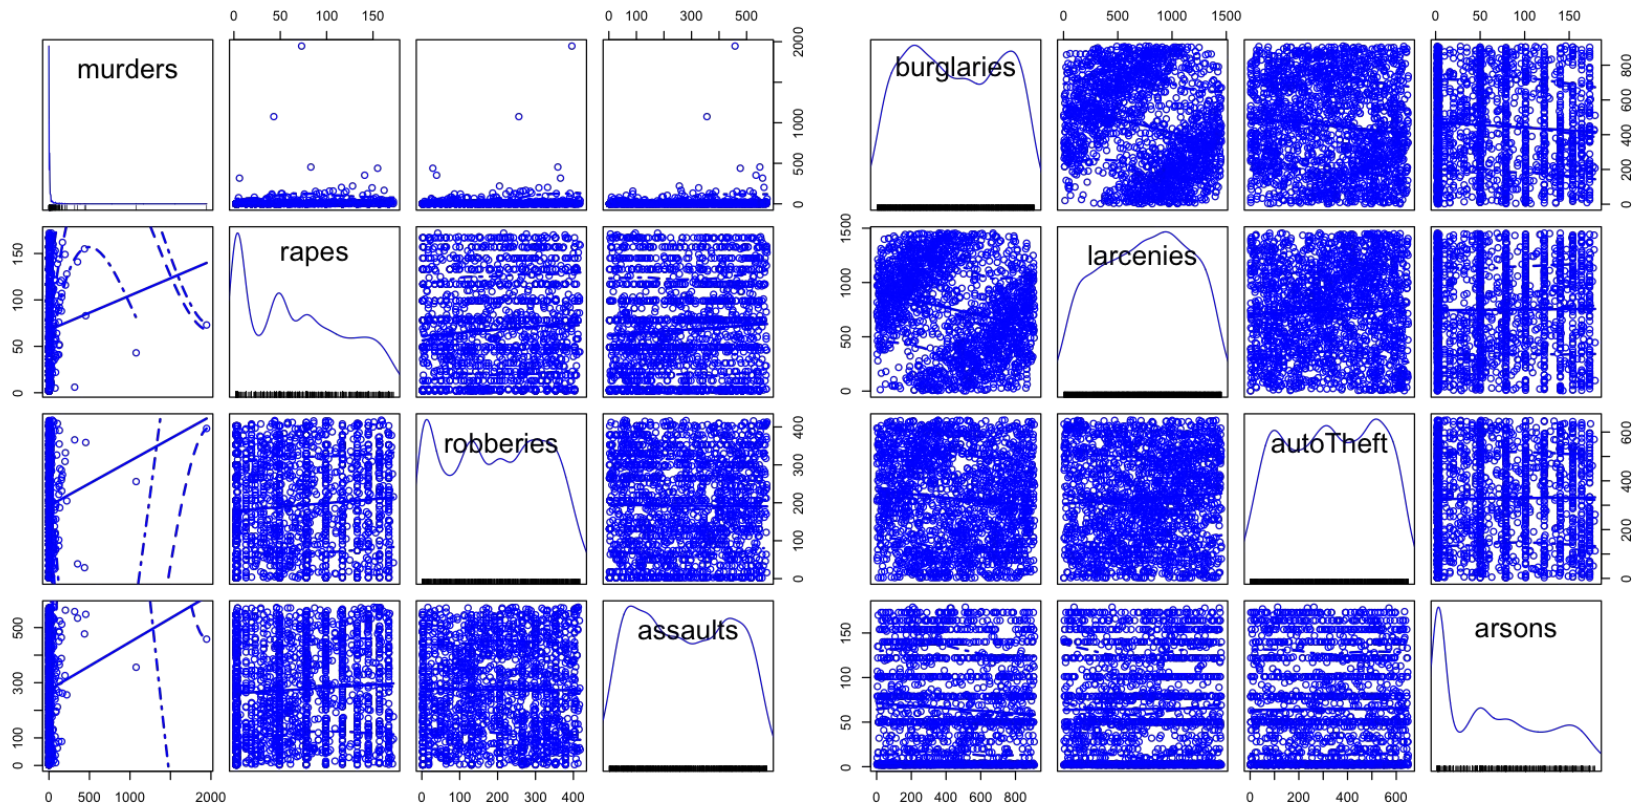 0 50 100 150 0 100 300 500 0 500 1000 1500 0 50 100 150
murders 0 500 1000 2000 burglaries 0 200 400 600 800
0 50 100 150 rapes 0 500 1000 1500 larcenies
robberies 0 100 200 300 400 autoTheft 0 200 400 600
0 100 300 500 assaults 0 50 100 150 arsons
0 500 1000 2000 0 100 200 300 400 0 200 400 600 800 0 200 400 600